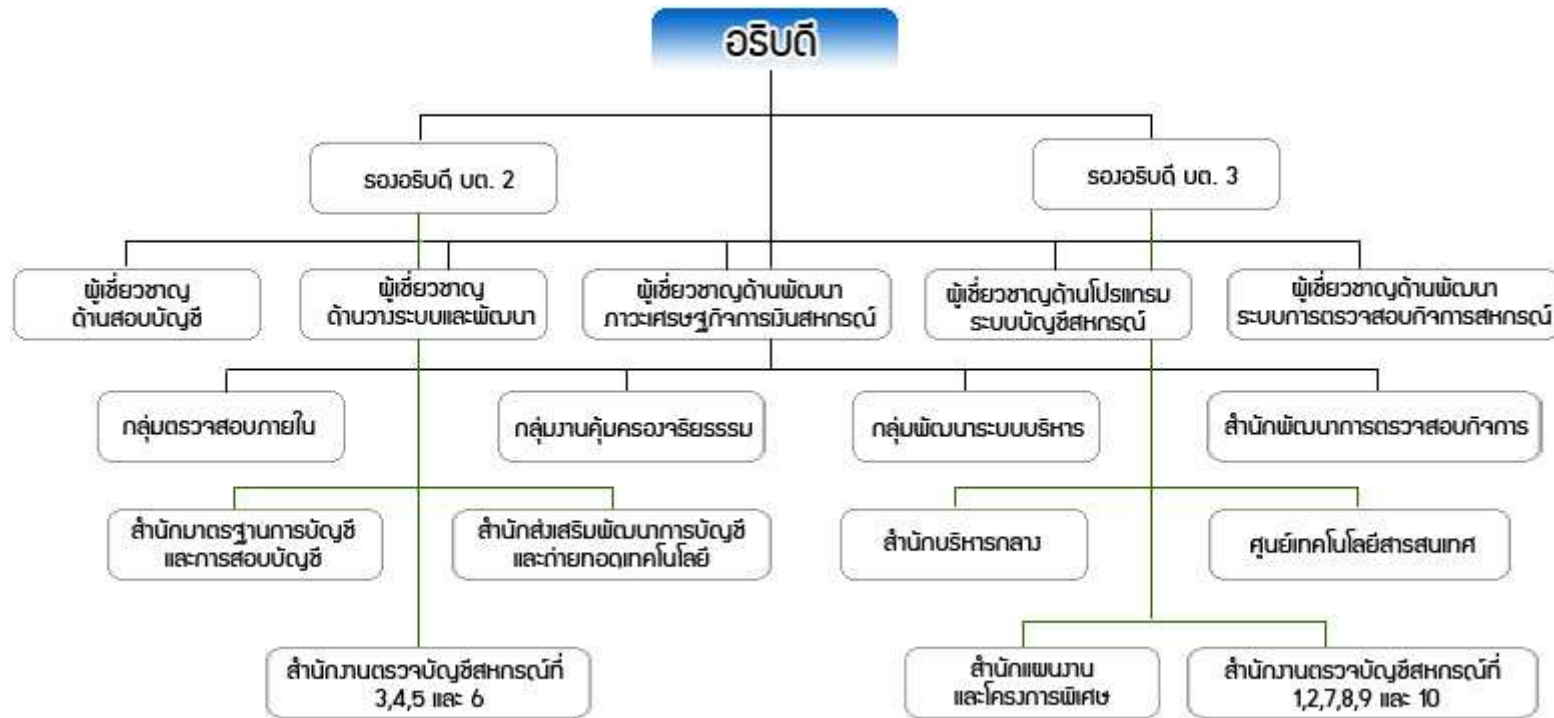 อธิบดี
รองอธิบดี บต. 2
รองอธิบดี บต. 3
ผู้เชี่ยวชาญ
ด้านสอบบัญชี
ผู้เชี่ยวชาญ
ด้านวางระบบและพัฒนา
ผู้เชี่ยวชาญด้านพัฒนา
ภาวะเศรษฐกิจการเงินสหกรณ์
ผู้เชี่ยวชาญด้านโปรแกรม
ระบบบัญชีสหกรณ์
ผู้เชี่ยวชาญด้านพัฒนา
ระบบการตรวจสอบกิจการสหกรณ์
กลุ่มตรวจสอบภายใน
กลุ่มงานคุ้มครองจริยธรรม
กลุ่มพัฒนาระบบบริหาร
สำนักพัฒนาการตรวจสอบกิจการ
สำนักมาตรฐานการบัญชี
และการสอบบัญชี
สำนักส่งเสริมพัฒนาการบัญชี
และถ่ายทอดเทคโนโลยี
สำนักบริหารกลาง
ศูนย์เทคโนโลยีสารสนเทศ
สำนักงานตรวจบัญชีสหกรณ์ที่
3,4,5 และ 6
สำนักแผนงาน
และโครงการพิเศษ
สำนักงานตรวจบัญชีสหกรณ์ที่
1,2,7,8,9 และ 10